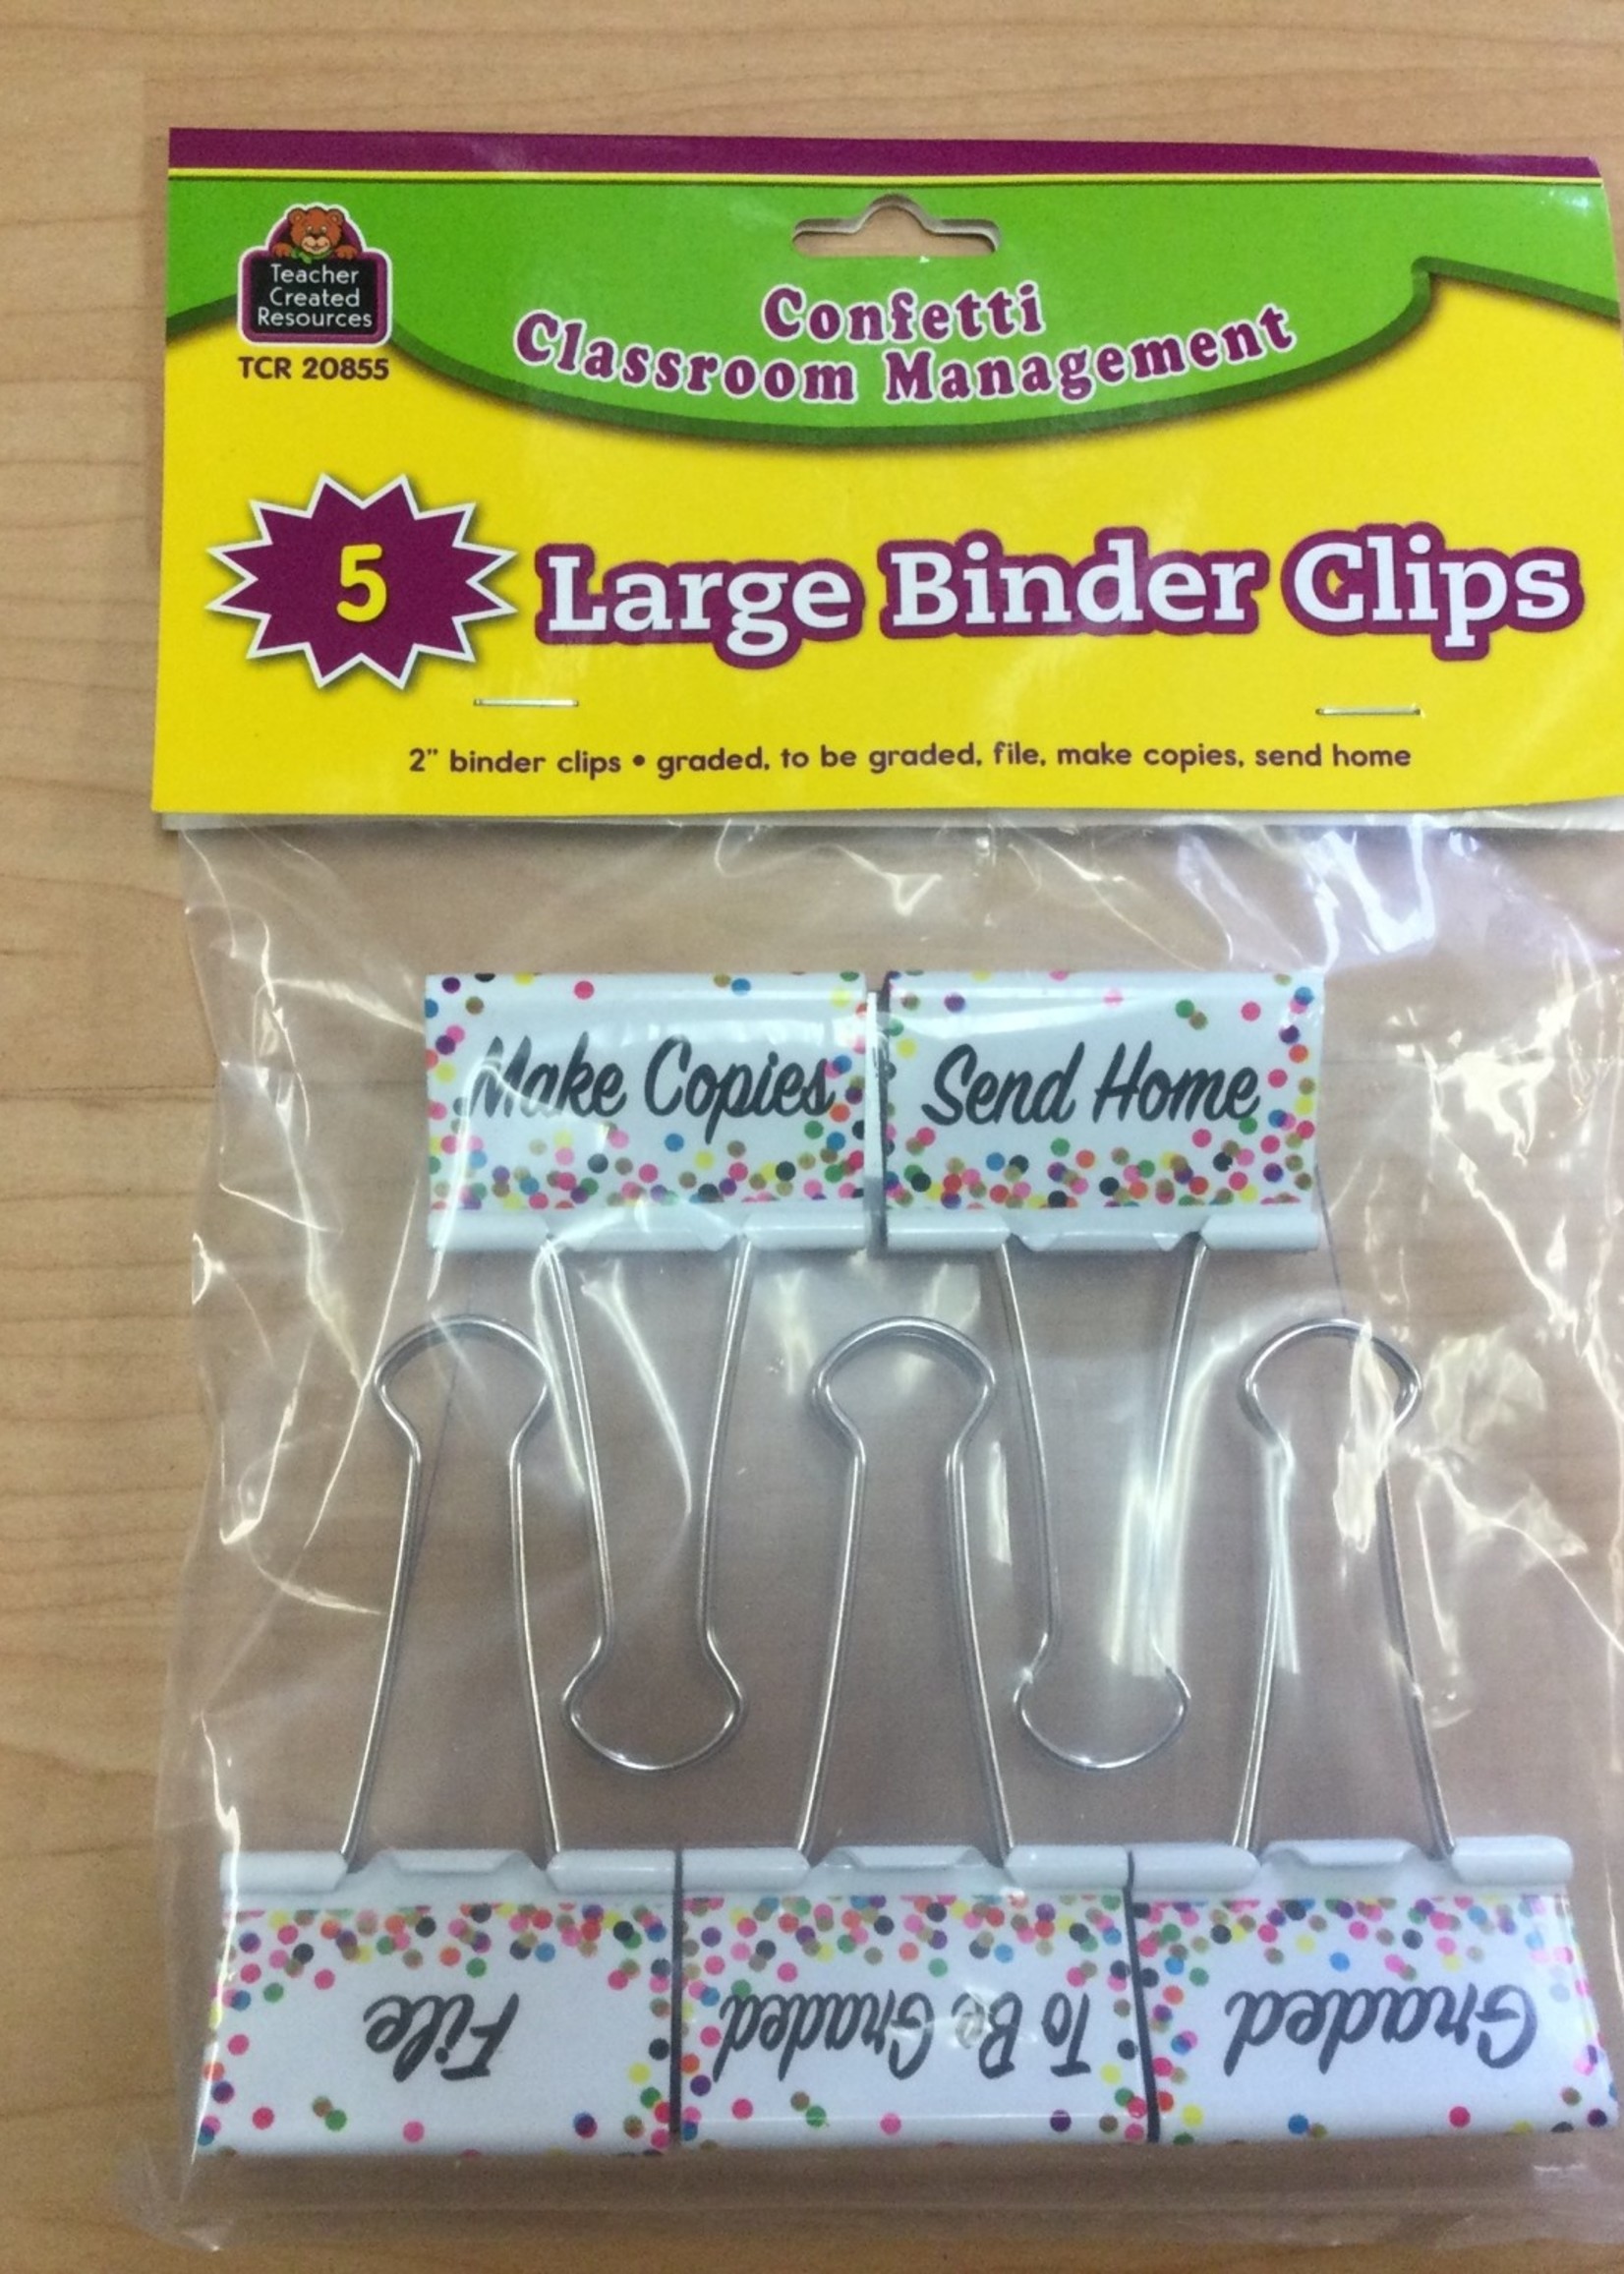 Teacher
Created
Resources
TCR 20855
Confetti
Classroom Management
5
Large Binder Clips
2" binder clips • graded, to be graded, file, make copies, send home
Make Copies
Send Home
File
To Be Graded
Graded